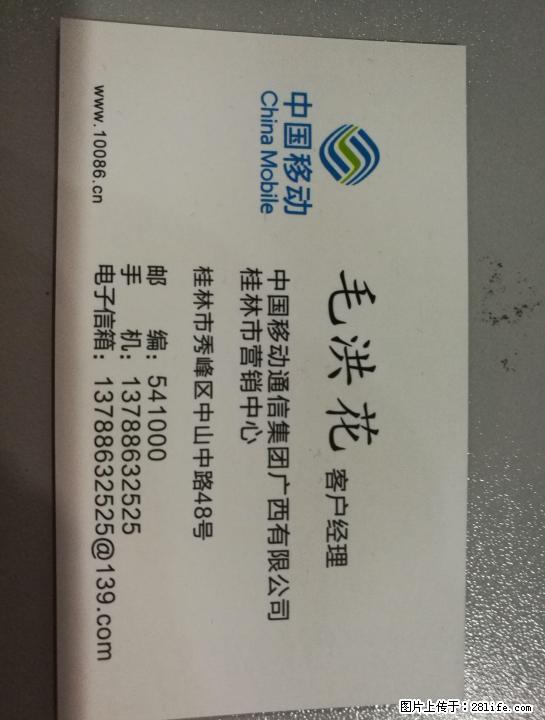 中国移动
China Mobile
毛洪花 客户经理
中国移动通信集团广西有限公司
桂林市营销中心
桂林市秀峰区中山中路48号
邮 编：541000
手 机：13788632525
电子信箱：13788632525@139.com
www.10086.cn
图片上传于：281life.com